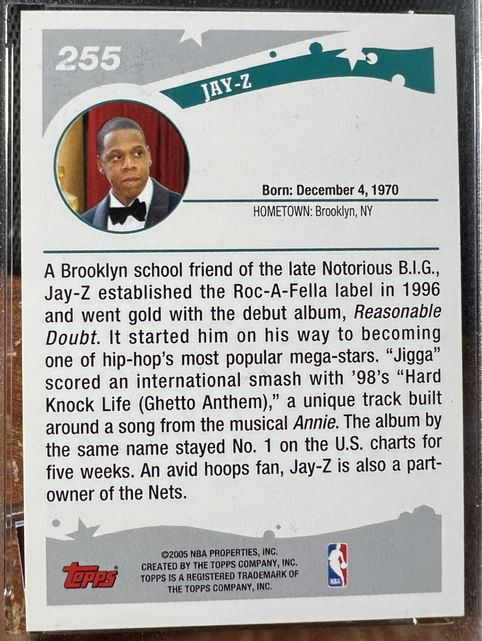 255
JAY-Z
Born: December 4, 1970
HOMETOWN: Brooklyn, NY
A Brooklyn school friend of the late Notorious B.I.G.,
Jay-Z established the Roc-A-Fella label in 1996
and went gold with the debut album, Reasonable
Doubt. It started him on his way to becoming
one of hip-hop's most popular mega-stars. "Jigga"
scored an international smash with '98's "Hard
Knock Life (Ghetto Anthem)," a unique track built
around a song from the musical Annie. The album by
the same name stayed No. 1 on the U.S. charts for
five weeks. An avid hoops fan, Jay-Z is also a part-
owner of the Nets.
Topps®
©2005 NBA PROPERTIES, INC.
CREATED BY THE TOPPS COMPANY, INC.
TOPPS IS A REGISTERED TRADEMARK OF
THE TOPPS COMPANY, INC.
NBA